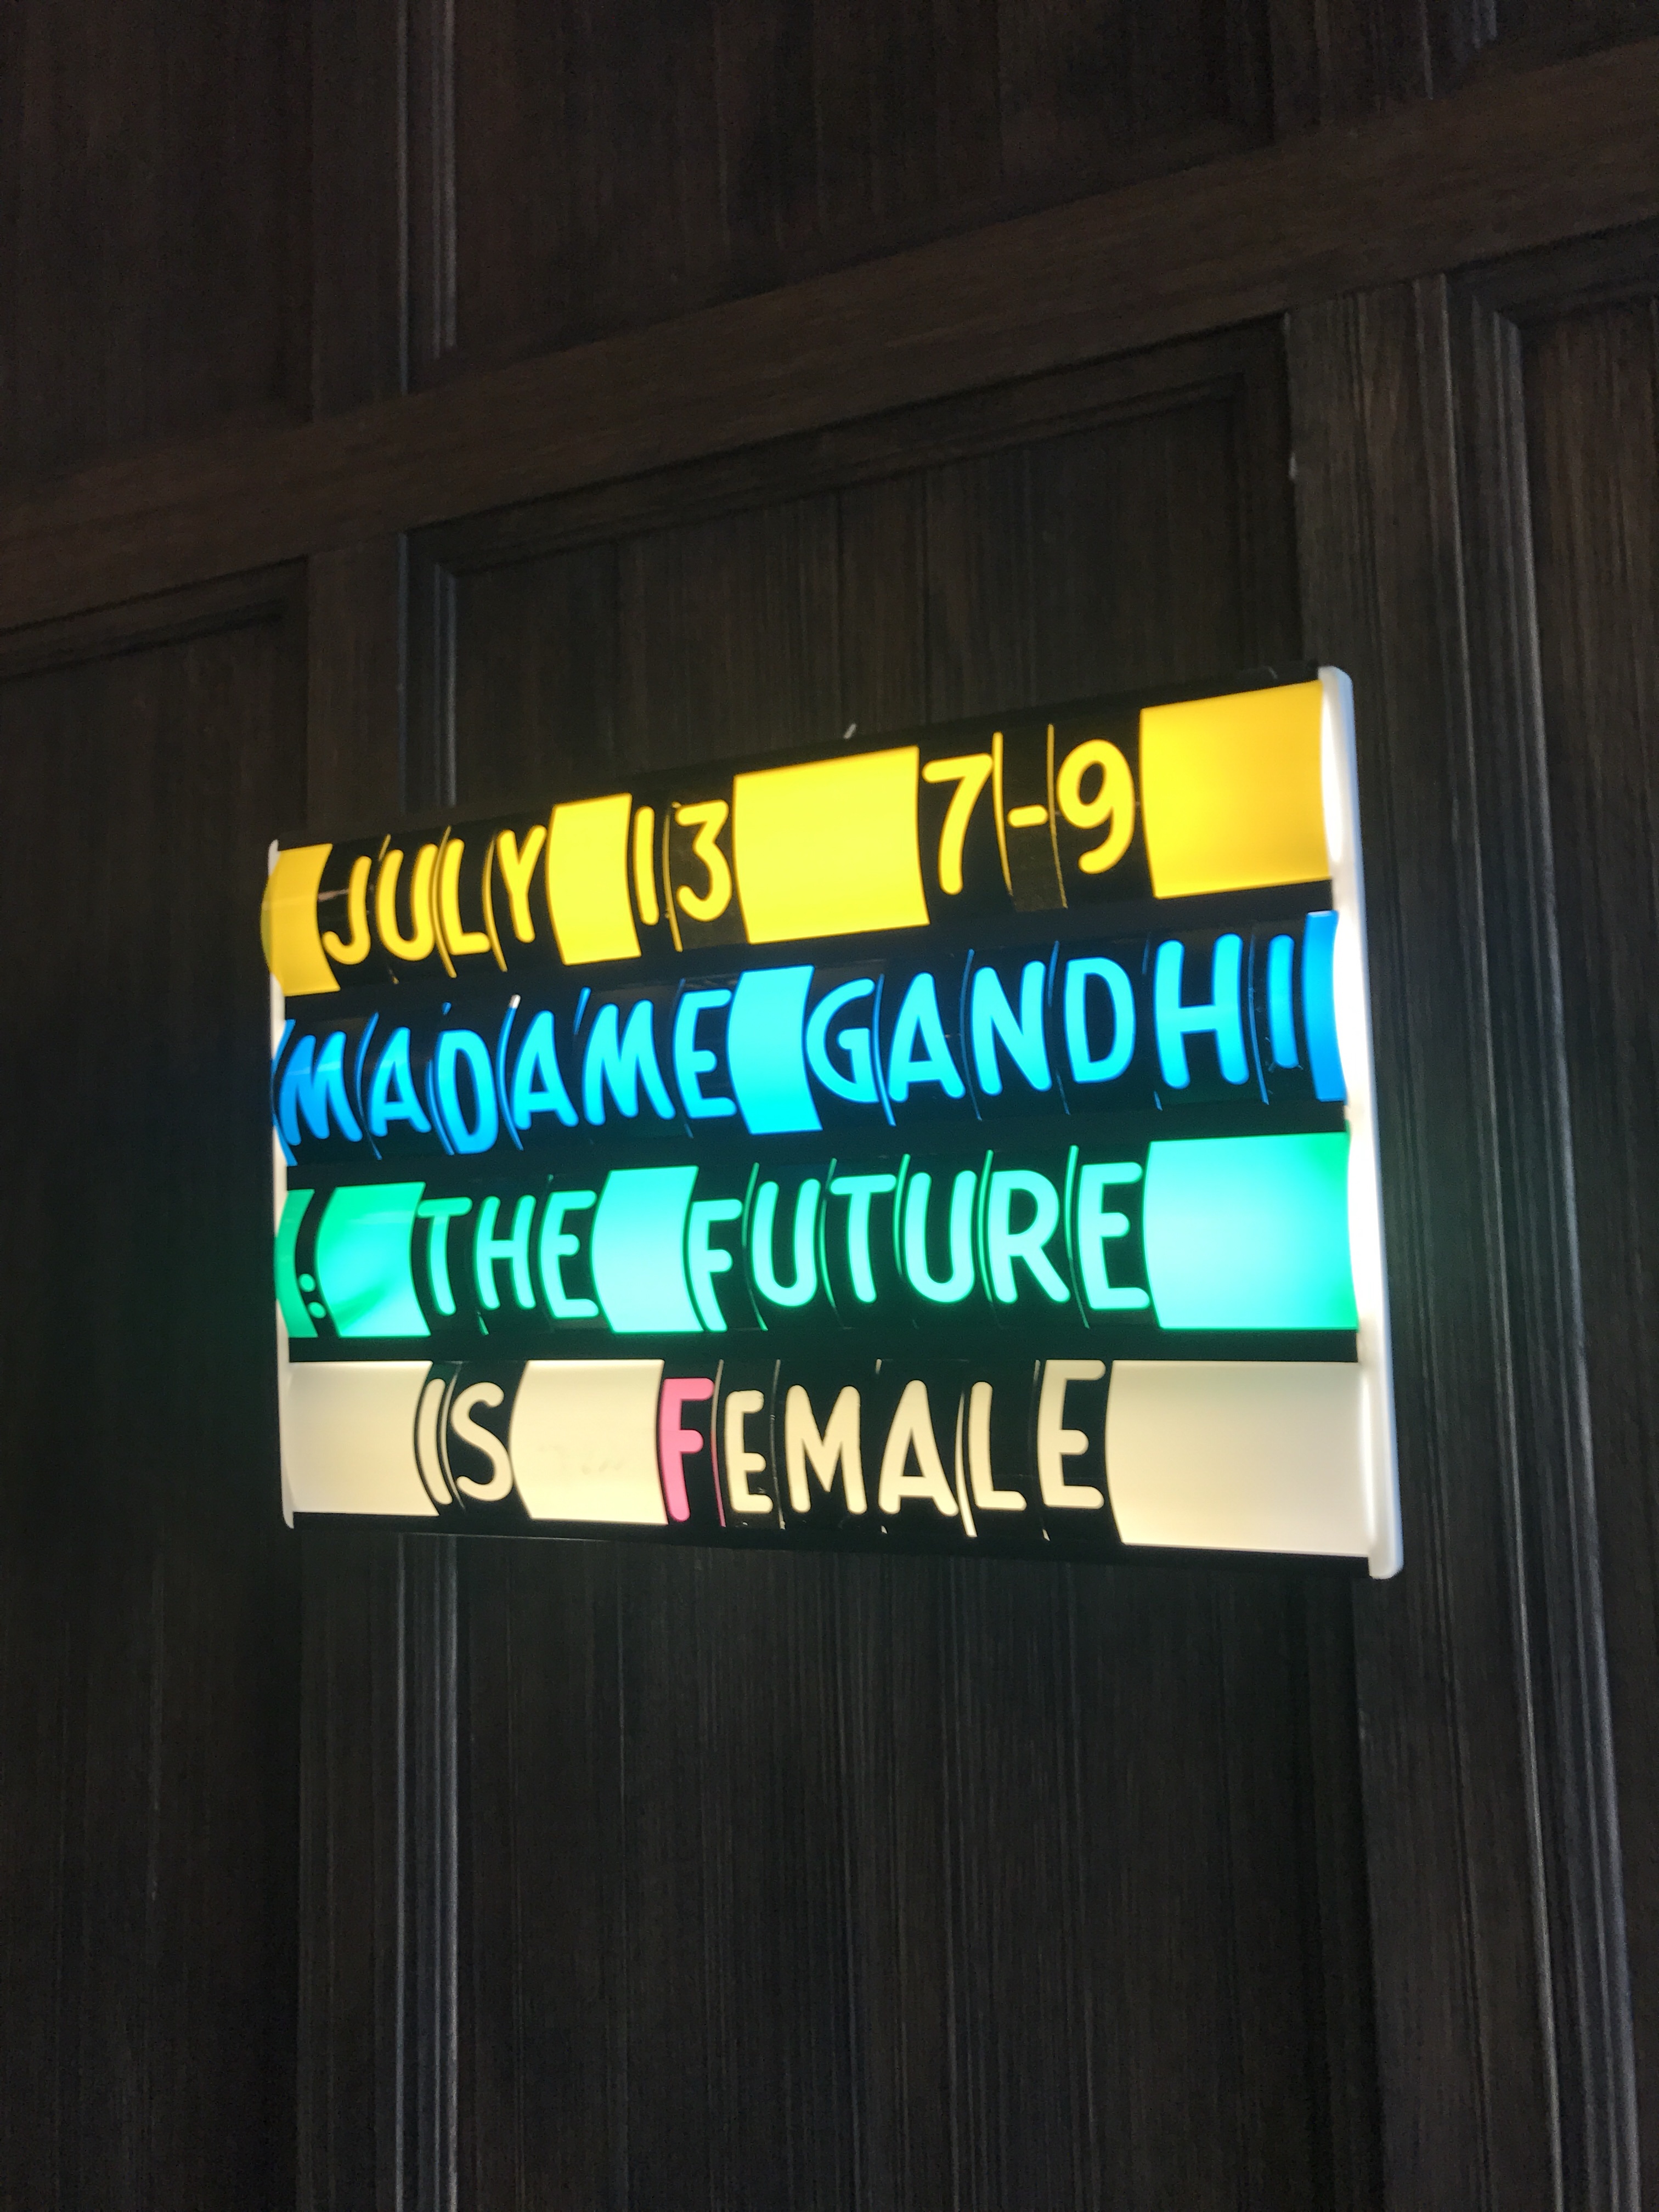 JULY 13 7-9
MADAME GANDHI
: THE FUTURE
IS FEMALE